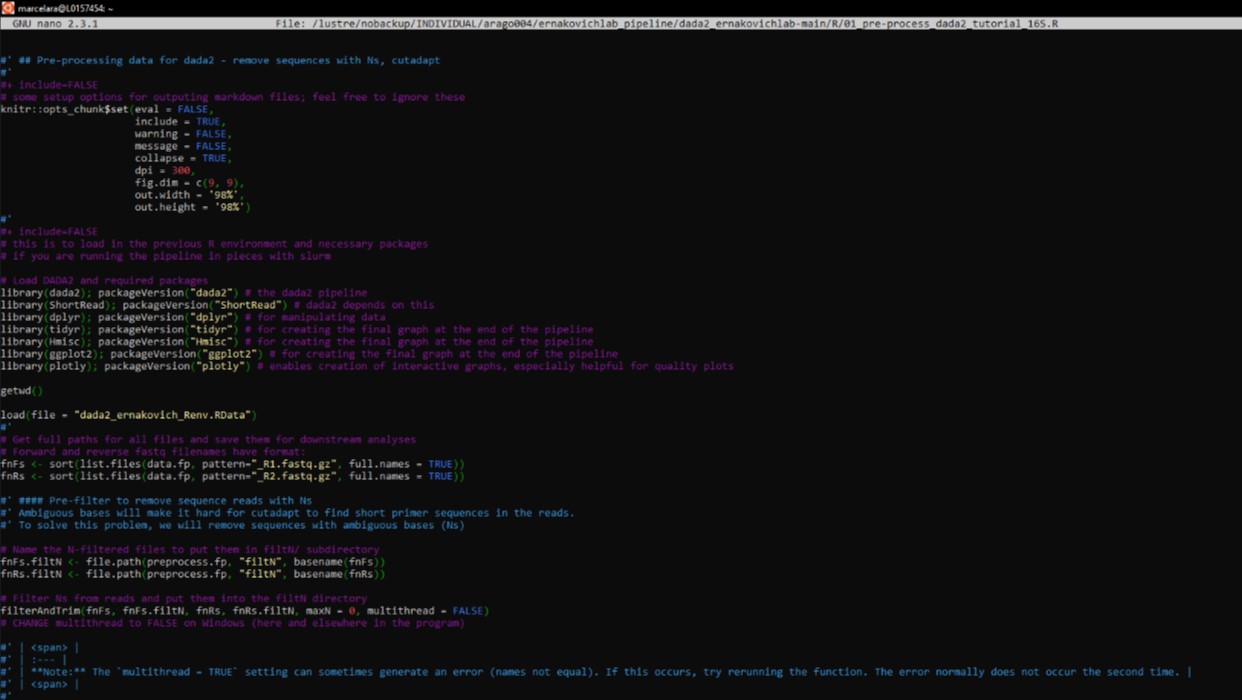 marcelara@L0157454: ~
GNU nano 2.3.1 File: /lustre/nobackup/INDIVIDUAL/arago004/ernakovichlab_pipeline/dada2_ernakovichlab-main/R/01_pre-process_dada2_tutorial_16S.R
#' ## Pre-processing data for dada2 - remove sequences with Ns, cutadapt
#'
#+ include=FALSE
# some setup options for outputing markdown files; feel free to ignore these
knitr::opts_chunk$set(eval = FALSE,
include = TRUE,
warning = FALSE,
message = FALSE,
collapse = TRUE,
dpi = 300,
fig.dim = c(9, 9),
out.width = '98%',
out.height = '98%')
#'
#+ include=FALSE
# this is to load in the previous R environment and necessary packages
# if you are running the pipeline in pieces with slurm
# Load DADA2 and required packages
library(dada2); packageVersion("dada2") # the dada2 pipeline
library(ShortRead); packageVersion("ShortRead") # dada2 depends on this
library(dplyr); packageVersion("dplyr") # for manipulating data
library(tidyr); packageVersion("tidyr") # for creating the final graph at the end of the pipeline
library(Hmisc); packageVersion("Hmisc") # for creating the final graph at the end of the pipeline
library(ggplot2); packageVersion("ggplot2") # for creating the final graph at the end of the pipeline
library(plotly); packageVersion("plotly") # enables creation of interactive graphs, especially helpful for quality plots
getwd()
load(file = "dada2_ernakovich_Renv.RData")
#'
# Get full paths for all files and save them for downstream analyses
# Forward and reverse fastq filenames have format:
fnFs <- sort(list.files(data.fp, pattern="_R1.fastq.gz", full.names = TRUE))
fnRs <- sort(list.files(data.fp, pattern="_R2.fastq.gz", full.names = TRUE))
#' #### Pre-filter to remove sequence reads with Ns
#' Ambiguous bases will make it hard for cutadapt to find short primer sequences in the reads.
#' To solve this problem, we will remove sequences with ambiguous bases (Ns)
# Name the N-filtered files to put them in filtN/ subdirectory
fnFs.filtN <- file.path(preprocess.fp, "filtN", basename(fnFs))
fnRs.filtN <- file.path(preprocess.fp, "filtN", basename(fnRs))
# Filter Ns from reads and put them into the filtN directory
filterAndTrim(fnFs, fnFs.filtN, fnRs, fnRs.filtN, maxN = 0, multithread = FALSE)
# CHANGE multithread to FALSE on Windows (here and elsewhere in the program)
#' | <span> |
#' | :--- |
#' | **Note:** The `multithread = TRUE` setting can sometimes generate an error (names not equal). If this occurs, try rerunning the function. The error normally does not occur the second time. |
#' | <span> |
#'